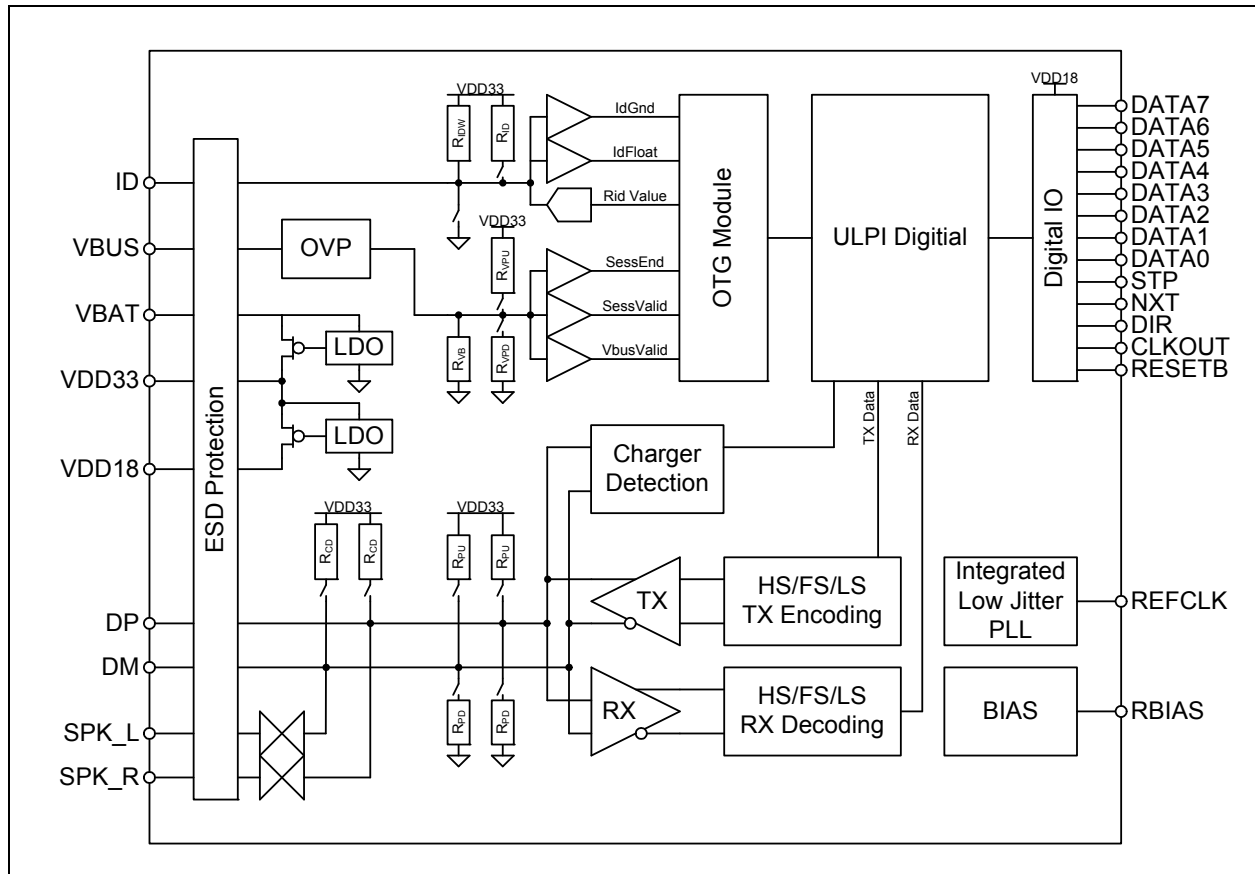 VDD33
R_IDW
R_ID
IdGnd
IdFloat
Rid Value
VDD33
R_VPU
SessEnd
SessValid
VbusValid
R_VB
R_VPD
OTG Module
ULPI Digitial
VDD18
Digital IO
DATA7
DATA6
DATA5
DATA4
DATA3
DATA2
DATA1
DATA0
STP
NXT
DIR
CLKOUT
RESETB
ID
VBUS
VBAT
VDD33
VDD18
ESD Protection
OVP
LDO
LDO
Charger
Detection
TX Data
RX Data
VDD33
R_CD
R_CD
VDD33
R_PU
R_PU
DP
DM
SPK_L
SPK_R
R_PD
R_PD
TX
HS/FS/LS
TX Encoding
RX
HS/FS/LS
RX Decoding
Integrated
Low Jitter
PLL
REFCLK
BIAS
RBIAS